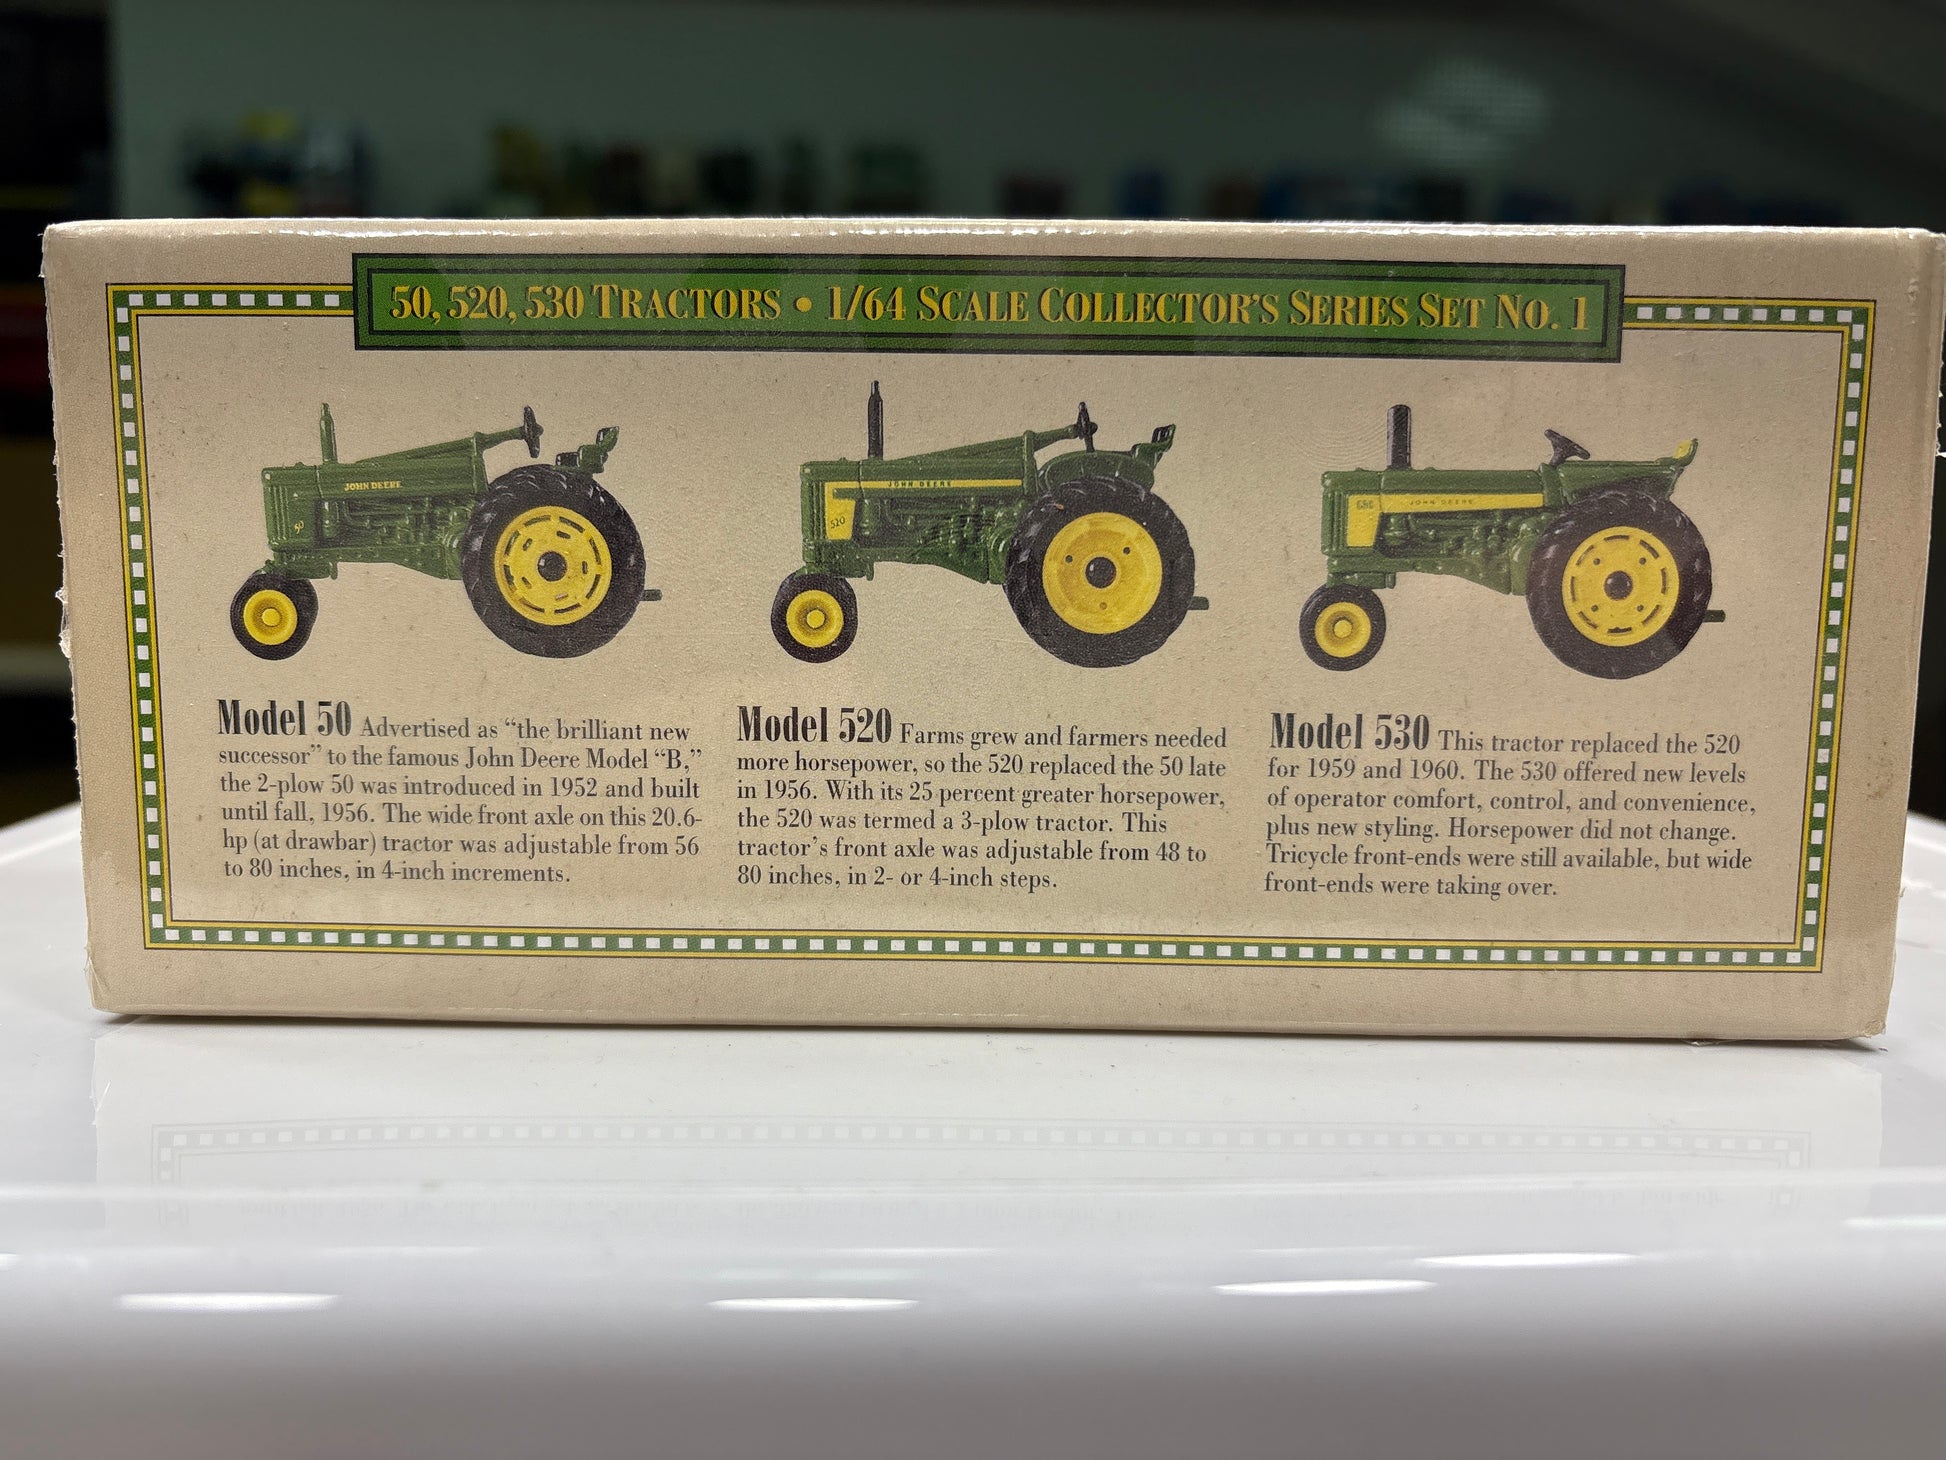 50, 520, 530 TRACTORS • 1/64 SCALE COLLECTOR'S SERIES SET NO. 1
JOHN DEERE
50
JOHN DEERE
520
JOHN DEERE
Model 50 Advertised as “the brilliant new
successor” to the famous John Deere Model “B,”
the 2-plow 50 was introduced in 1952 and built
until fall, 1956. The wide front axle on this 20.6-
hp (at drawbar) tractor was adjustable from 56
to 80 inches, in 4-inch increments.
Model 520 Farms grew and farmers needed
more horsepower, so the 520 replaced the 50 late
in 1956. With its 25 percent greater horsepower,
the 520 was termed a 3-plow tractor. This
tractor's front axle was adjustable from 48 to
80 inches, in 2- or 4-inch steps.
Model 530 This tractor replaced the 520
for 1959 and 1960. The 530 offered new levels
of operator comfort, control, and convenience,
plus new styling. Horsepower did not change.
Tricycle front-ends were still available, but wide
front-ends were taking over.